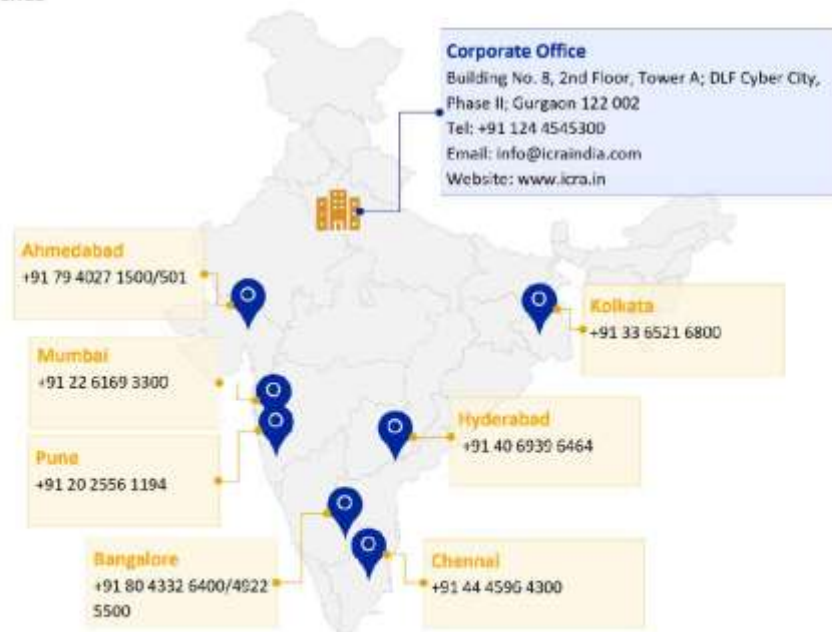 Corporate Office
Building No. 8, 2nd Floor, Tower A; DLF Cyber City,
Phase II; Gurgaon 122 002
Tel: +91 124 4545300
Email: info@icraindia.com
Website: www.icra.in
Ahmedabad
+91 79 4027 1500/501
Kolkata
+91 33 6521 6800
Mumbai
+91 22 6169 3300
Hyderabad
+91 40 6939 6464
Pune
+91 20 2556 1194
Bangalore
+91 80 4332 6400/4922
5500
Chennai
+91 44 4596 4300